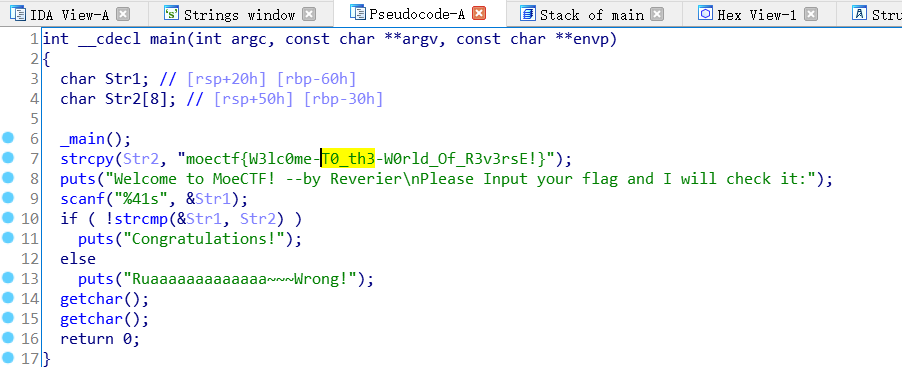 IDA View-A Strings window Pseudocode-A Stack of main Hex View-1 Stru
1 int __cdecl main(int argc, const char **argv, const char **envp)
2 {
3 char Str1; // [rsp+20h] [rbp-60h]
4 char Str2[8]; // [rsp+50h] [rbp-30h]
5
6 _main();
7 strcpy(Str2, "moectf{W3lc0me-T0_th3-W0rld_Of_R3v3rsE!}");
8 puts("Welcome to MoeCTF! --by Reverier\nPlease Input your flag and I will check it:");
9 scanf("%41s", &Str1);
10 if ( !strcmp(&Str1, Str2) )
11 puts("Congratulations!");
12 else
13 puts("Ruaaaaaaaaaaaaa~~~Wrong!");
14 getchar();
15 getchar();
16 return 0;
17 }